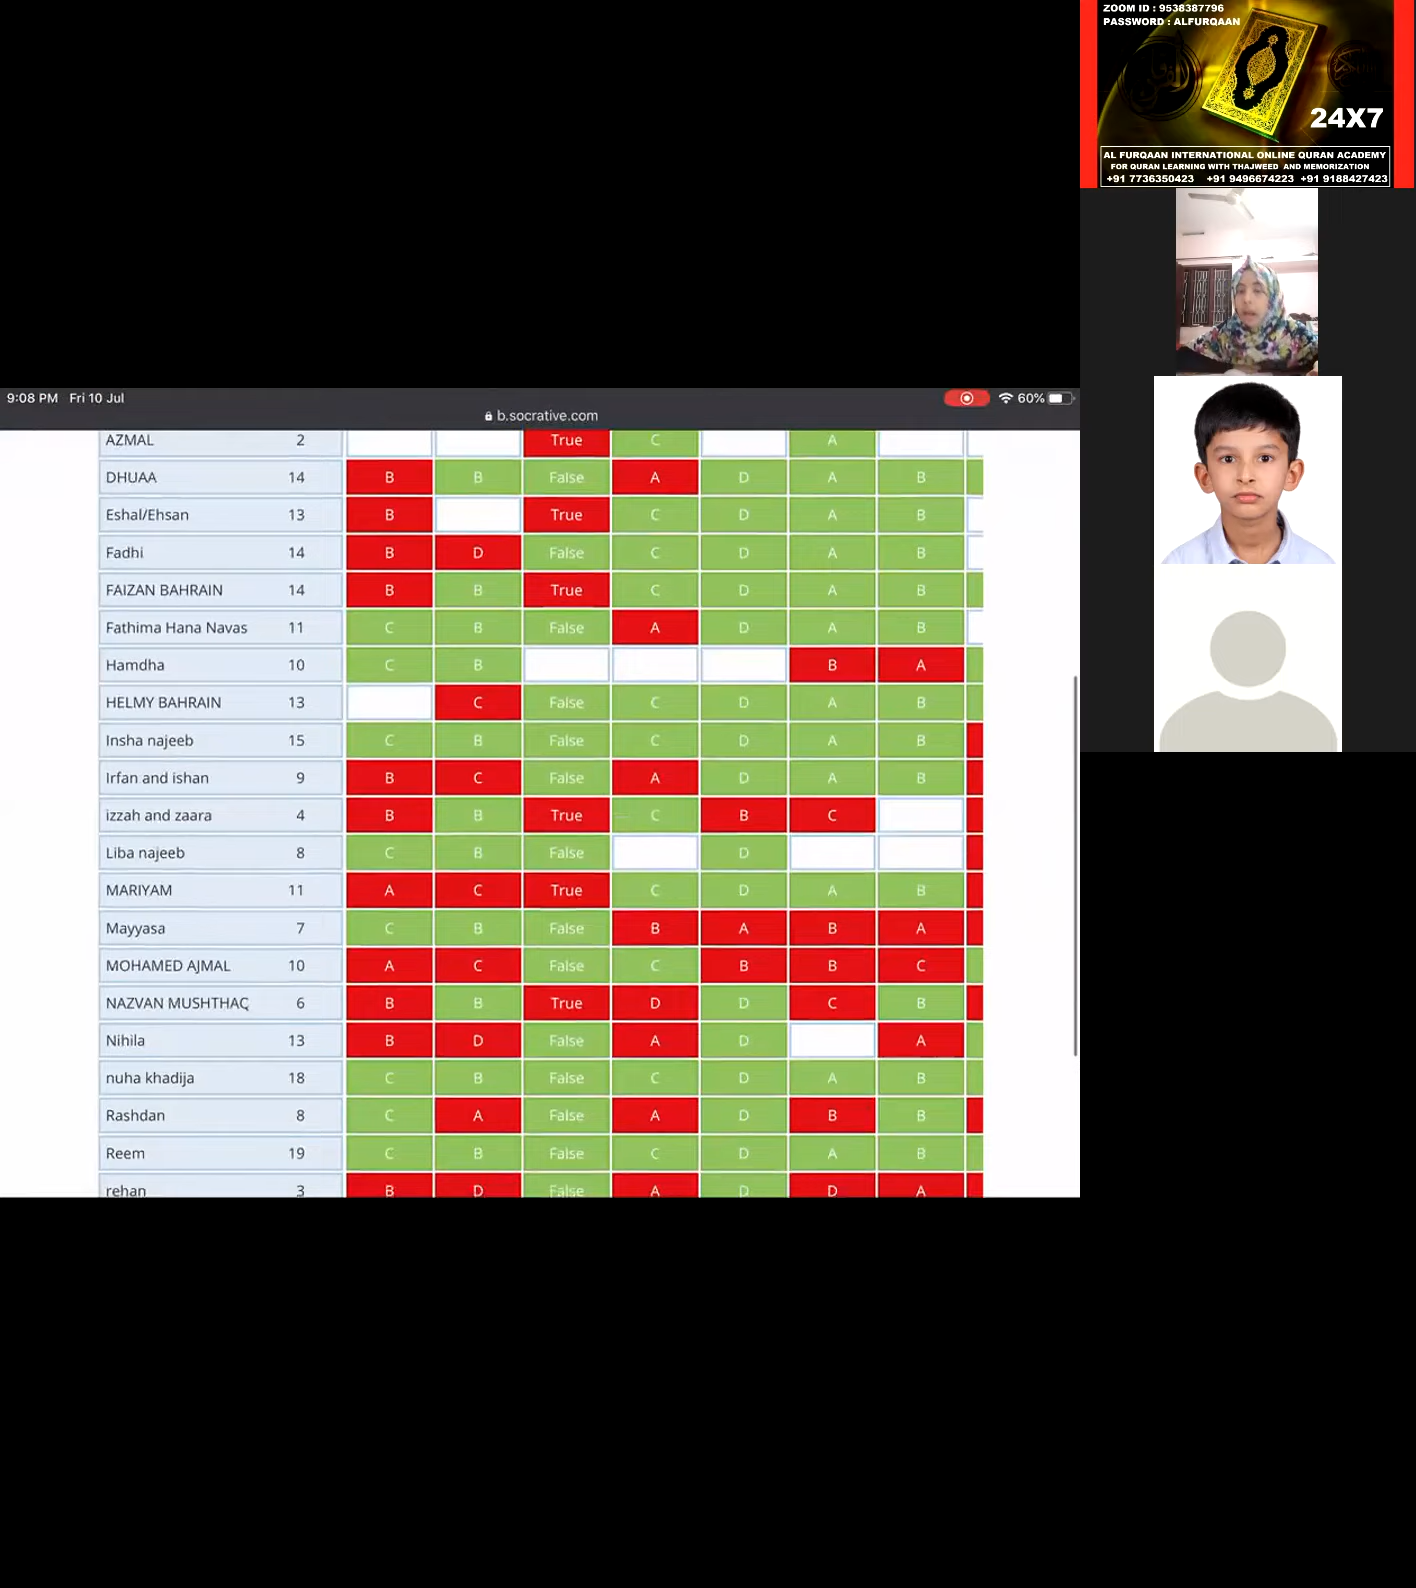 ZOOM ID : 9538387796
PASSWORD : ALFURQAAN
24X7
AL FURQAAN INTERNATIONAL ONLINE QURAN ACADEMY
FOR QURAN LEARNING WITH THAJWEED AND MEMORIZATION
+91 7736350423 +91 9496674223 +91 9188427423
9:08 PM Fri 10 Jul
60%
b.socrative.com
AZMAL 2 True C A
DHUAA 14 B B False A D A B
Eshal/Ehsan 13 B True C D A B
Fadhi 14 B D False C D A B
FAIZAN BAHRAIN 14 B B True C D A B
Fathima Hana Navas 11 C B False A D A B
Hamdha 10 C B B A
HELMY BAHRAIN 13 C False C D A B
Insha najeeb 15 C B False C D A B
Irfan and ishan 9 B C False A D A B
izzah and zaara 4 B B True C B C
Liba najeeb 8 C B False D
MARIYAM 11 A C True C D A B
Mayyasa 7 C B False B A B A
MOHAMED AJMAL 10 A C False C B B C
NAZVAN MUSHTHAQ 6 B B True D D C B
Nihila 13 B D False A D A
nuha khadija 18 C B False C D A B
Rashdan 8 C A False A D B B
Reem 19 C B False C D A B
rehan 3 B D False A D D A